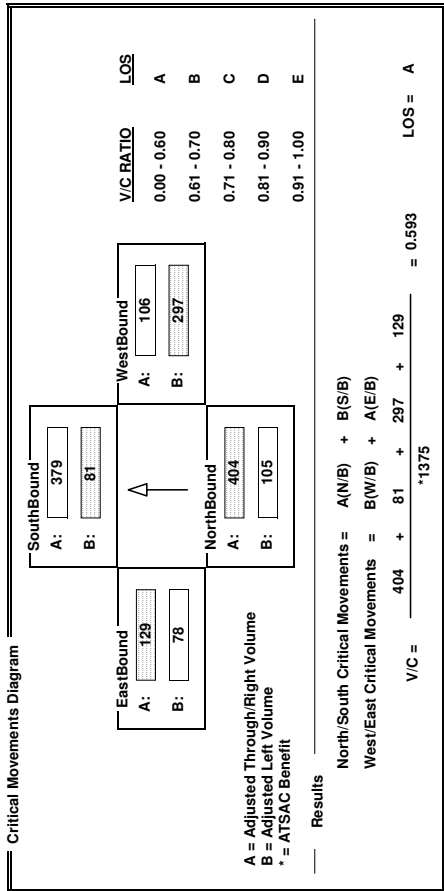 Critical Movements Diagram
SouthBound
A: 379
B: 81
EastBound
A: 129
B: 78
WestBound
A: 106
B: 297
NorthBound
A: 404
B: 105
V/C RATIO LOS
0.00 - 0.60 A
0.61 - 0.70 B
0.71 - 0.80 C
0.81 - 0.90 D
0.91 - 1.00 E
A = Adjusted Through/Right Volume
B = Adjusted Left Volume
* = ATSAC Benefit
Results
North/South Critical Movements = A(N/B) + B(S/B)
West/East Critical Movements = B(W/B) + A(E/B)
V/C = 404 + 81 + 297 + 129 = 0.593 LOS = A
*1375